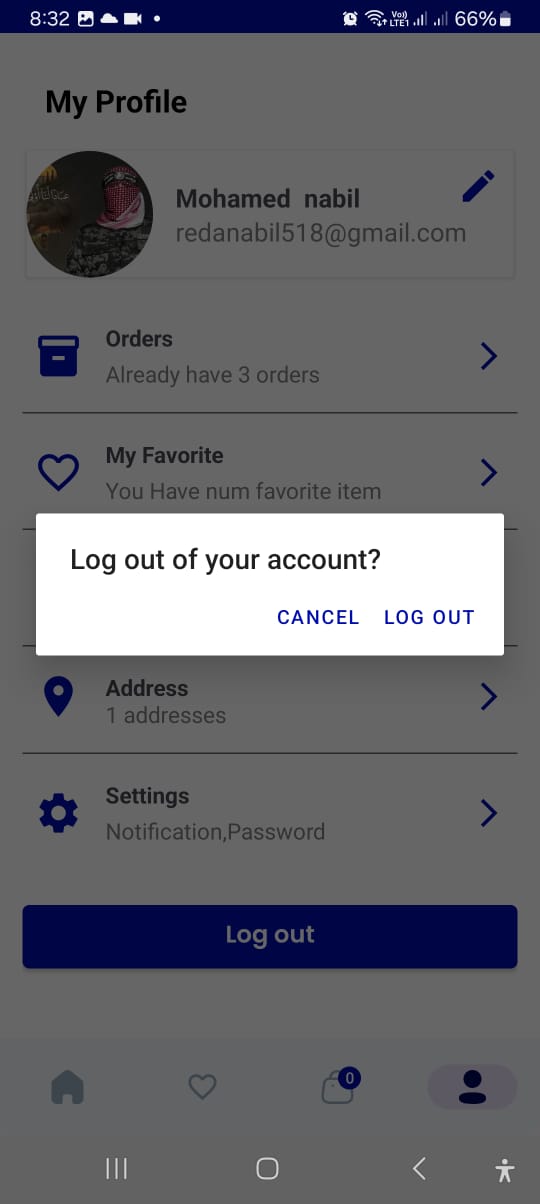 8:32
Vo)) LTE1 66%
My Profile
Mohamed nabil
redanabil518@gmail.com
Orders
Already have 3 orders
My Favorite
You Have num favorite item
Log out of your account?
CANCEL LOG OUT
Address
1 addresses
Settings
Notification,Password
Log out
0